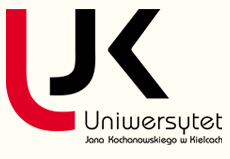 UJK
Uniwersytet
Jana Kochanowskiego w Kielcach